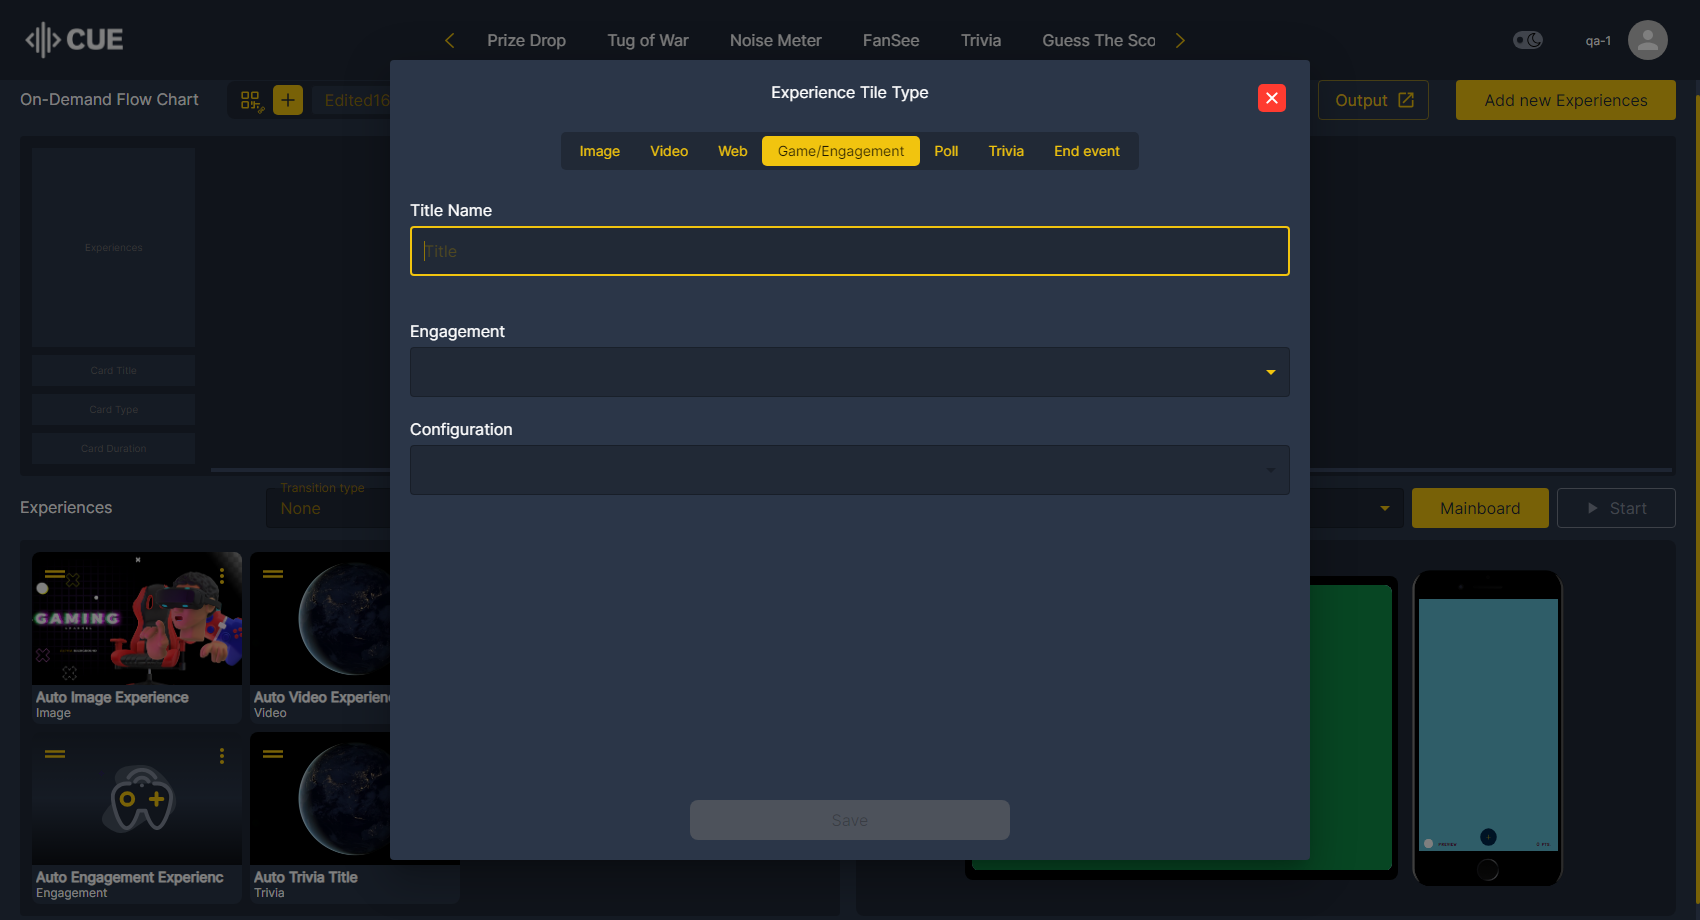 CUE
Prize Drop
Tug of War
Noise Meter
FanSee
Trivia
Guess The Sco
qa-1
On-Demand Flow Chart
Edited16
Output
Add new Experiences
Experience Tile Type
Image
Video
Web
Game/Engagement
Poll
Trivia
End event
Title Name
Title
Engagement
Configuration
Save
Experiences
Card Title
Card Type
Card Duration
Experiences
Transition type
None
Mainboard
Start
GAMING
Auto Image Experience
Image
Auto Video Experien
Video
Auto Engagement Experienc
Engagement
Auto Trivia Title
Trivia
PREVIEW